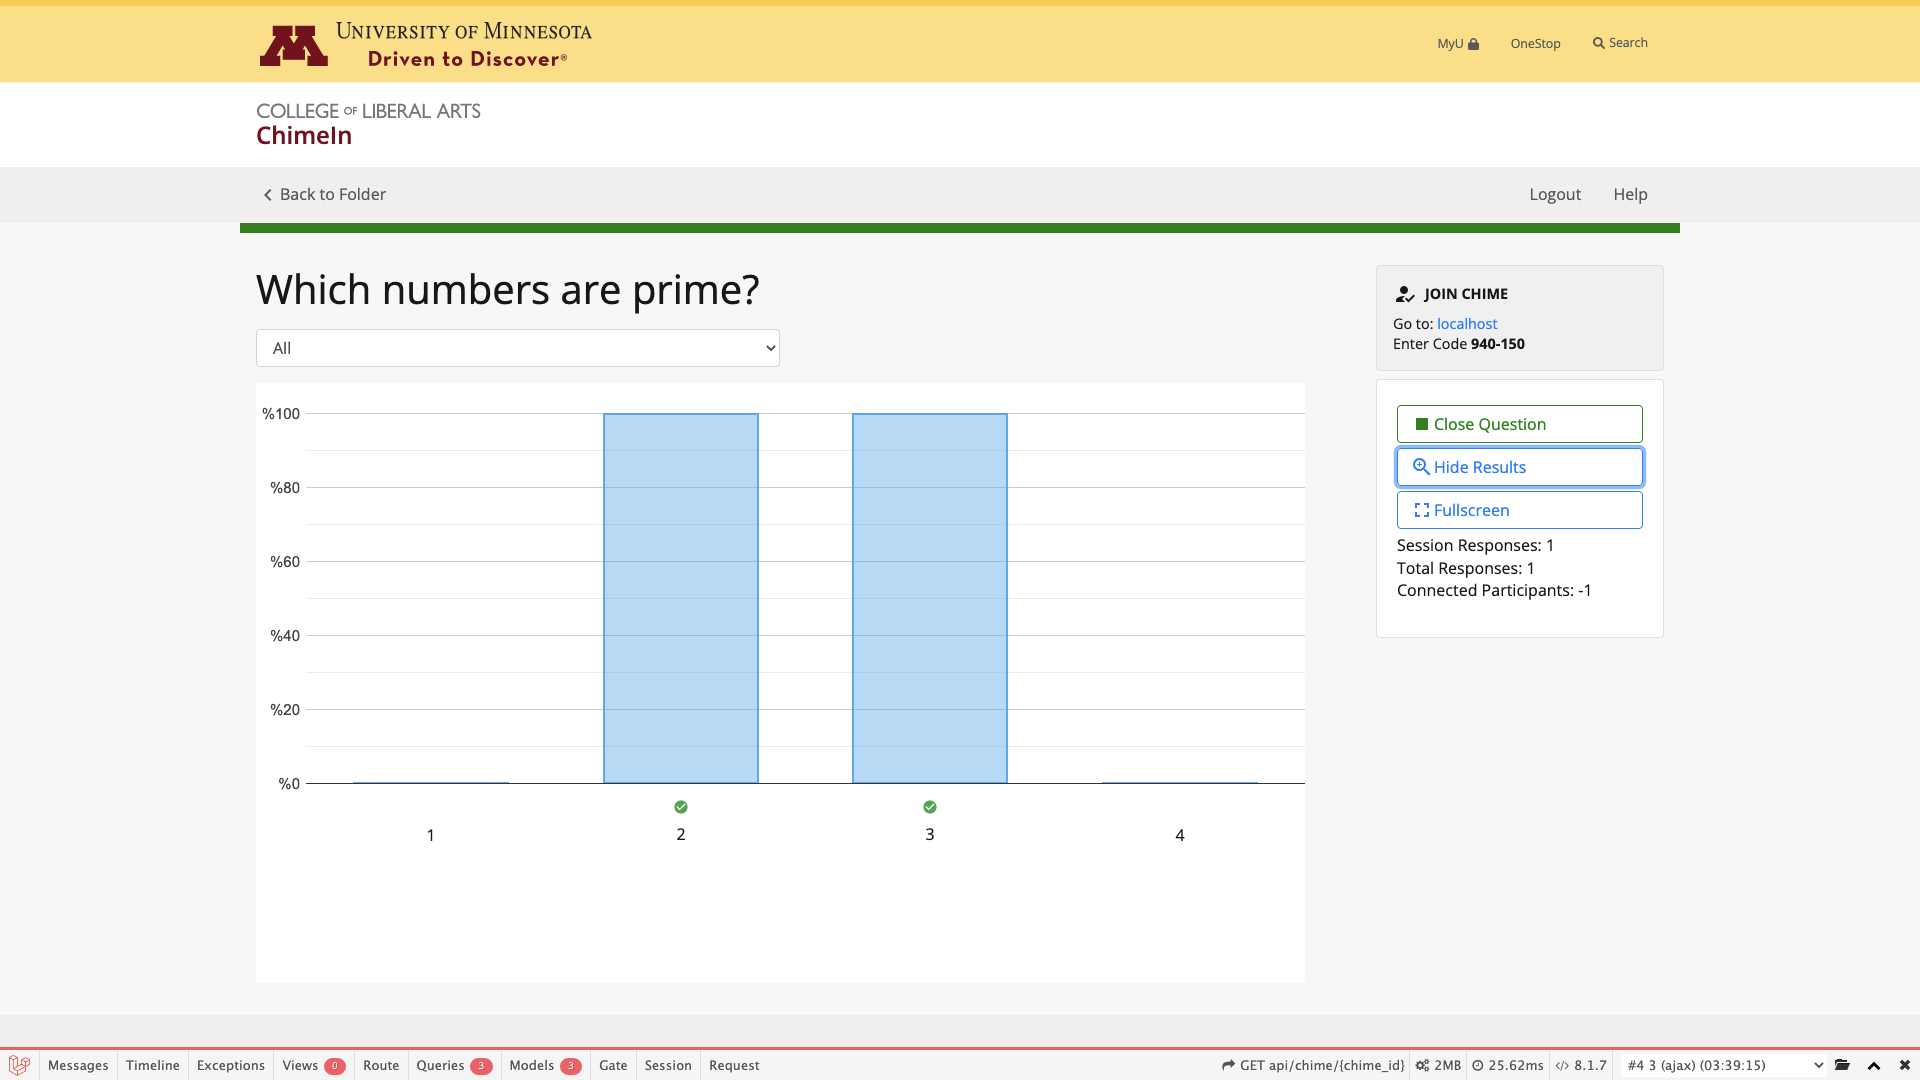 UNIVERSITY OF MINNESOTA
Driven to Discover®
MyU
OneStop
Search
COLLEGE OF LIBERAL ARTS
ChimeIn
Back to Folder
Logout
Help
Which numbers are prime?
All
%100
%80
%60
%40
%20
%0
1
2
3
4
JOIN CHIME
Go to: localhost
Enter Code 940-150
Close Question
Hide Results
Fullscreen
Session Responses: 1
Total Responses: 1
Connected Participants: -1
Messages Timeline Exceptions Views 0 Route Queries 3 Models 3 Gate Session Request GET api/chime/{chime_id} 2MB 25.62ms 8.1.7 #4 3 (ajax) (03:39:15)